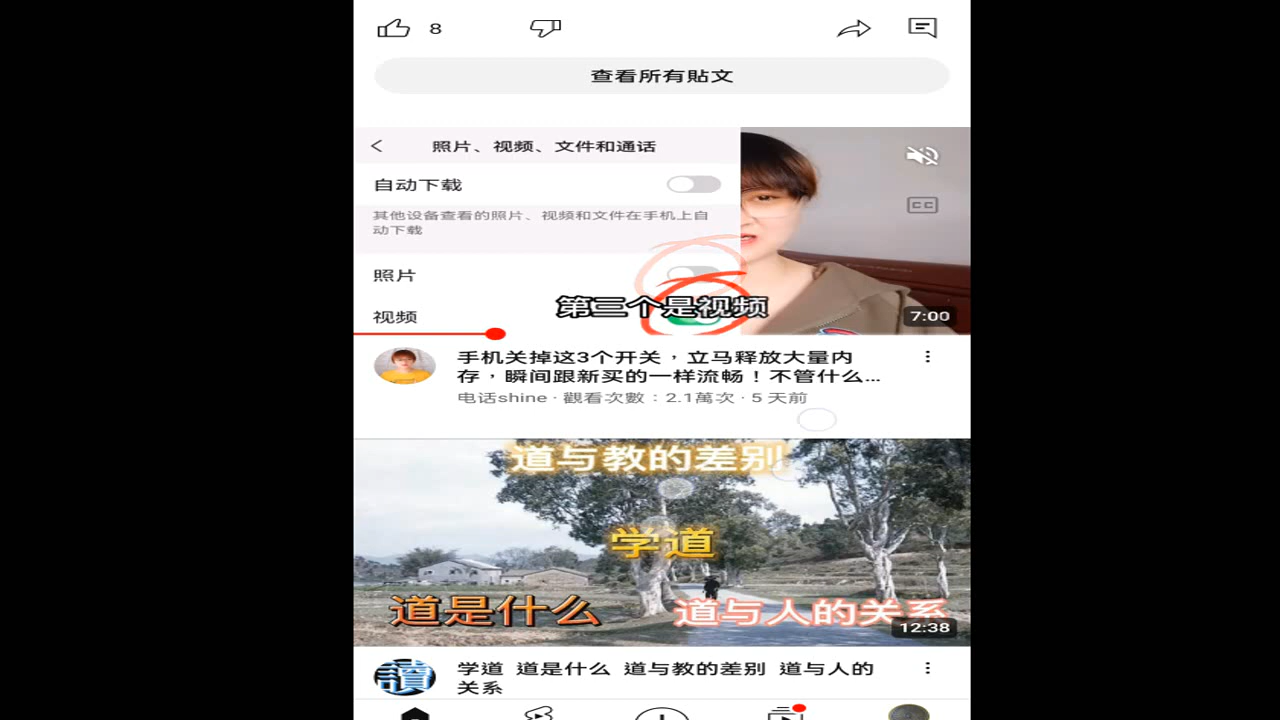 8
查看所有貼文
照片、视频、文件和通话
自动下载
其他设备查看的照片、视频和文件在手机上自
动下载
照片
视频
第三个是视频
CC
7:00
手机关掉这3个开关，立马释放大量内
存，瞬间跟新买的一样流畅！不管什么...
电话shine · 觀看次數：2.1萬次 · 5 天前
道与教的差别
学道
道是什么
道与人的关系
12:38
讀
学道 道是什么 道与教的差别 道与人的
关系